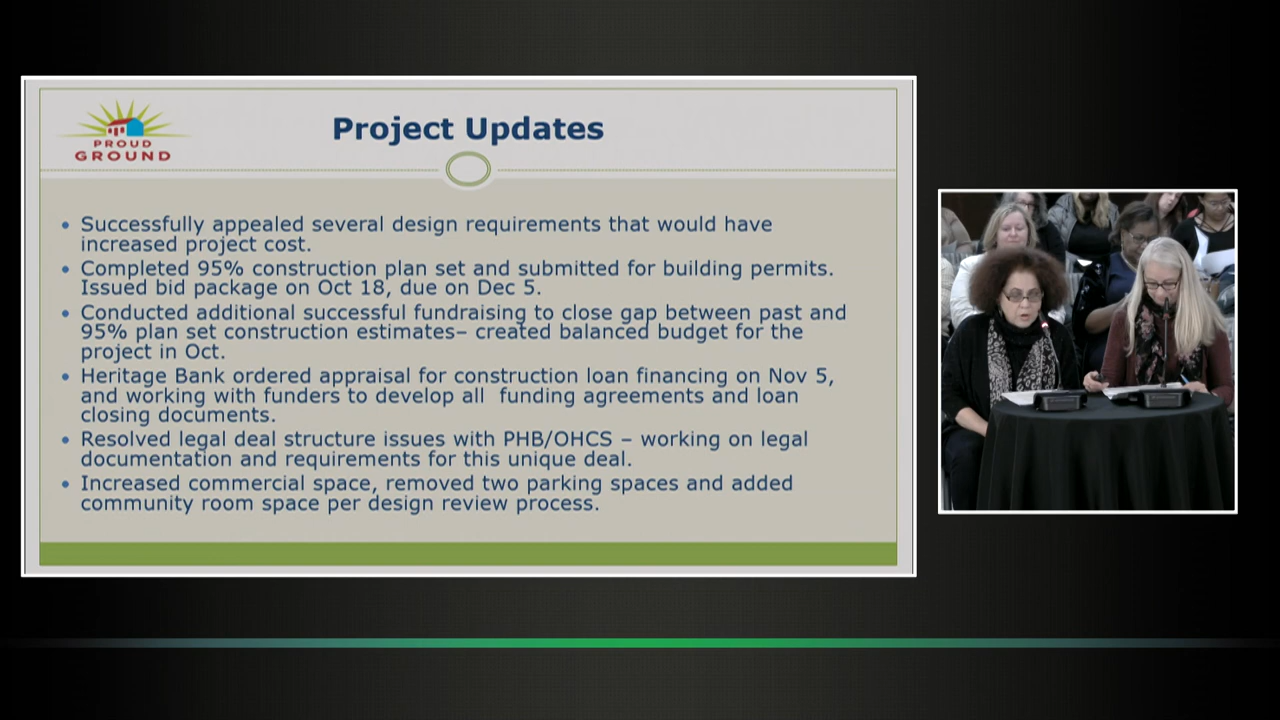 PROUD
GROUND
Project Updates
• Successfully appealed several design requirements that would have
increased project cost.
• Completed 95% construction plan set and submitted for building permits.
Issued bid package on Oct 18, due on Dec 5.
• Conducted additional successful fundraising to close gap between past and
95% plan set construction estimates– created balanced budget for the
project in Oct.
• Heritage Bank ordered appraisal for construction loan financing on Nov 5,
and working with funders to develop all  funding agreements and loan
closing documents.
• Resolved legal deal structure issues with PHB/OHCS – working on legal
documentation and requirements for this unique deal.
• Increased commercial space, removed two parking spaces and added
community room space per design review process.